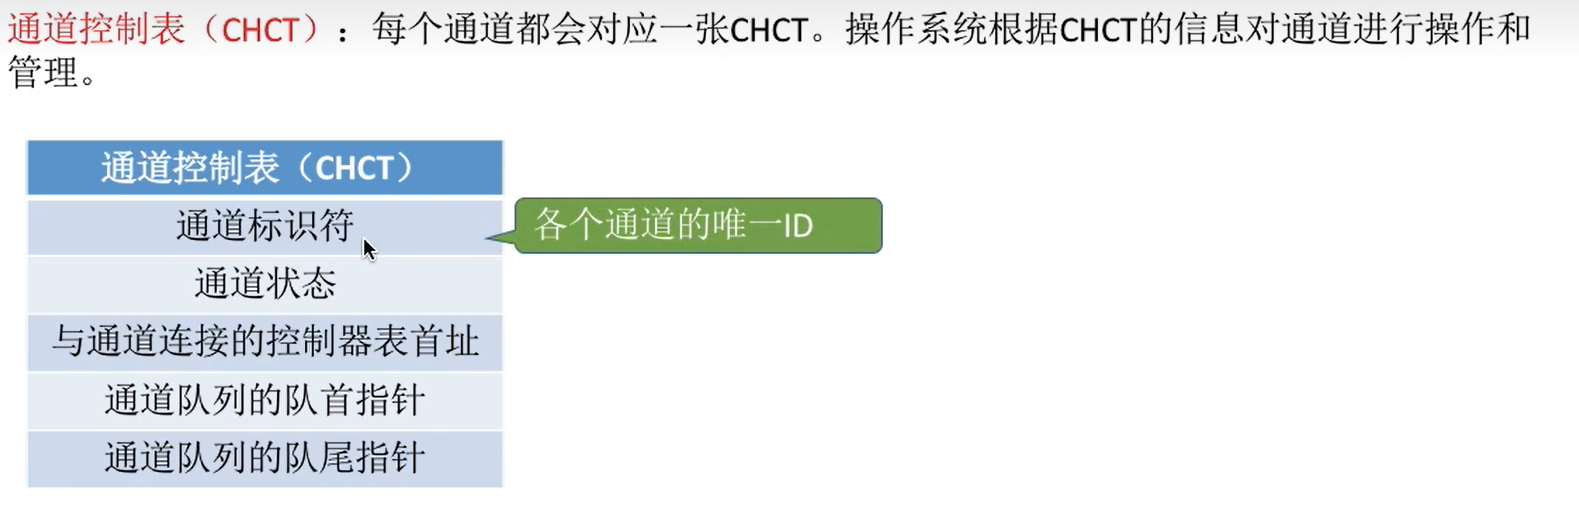 通道控制表（CHCT）：每个通道都会对应一张CHCT。操作系统根据CHCT的信息对通道进行操作和
管理。
通道控制表（CHCT）
通道标识符
各个通道的唯一ID
通道状态
与通道连接的控制器表首址
通道队列的队首指针
通道队列的队尾指针